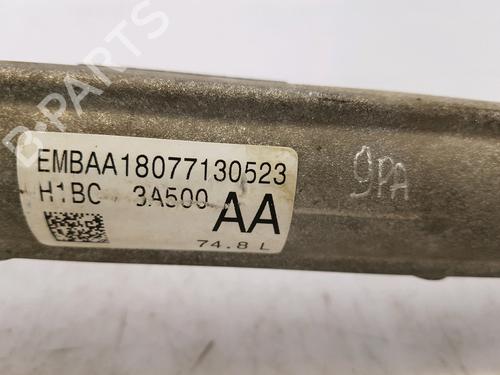 B-PARTS
EMBAA18077130523
H1BC 3A500 AA
74.8 L
9PA